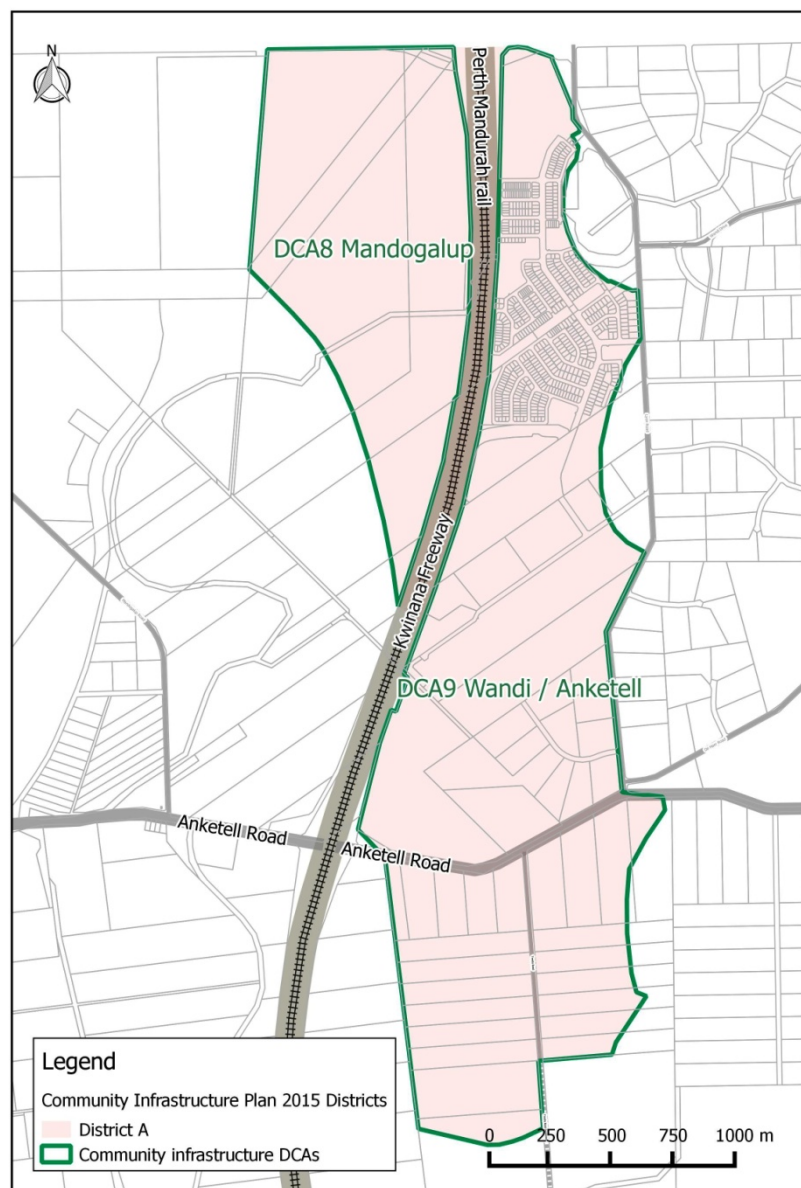 N
Perth Mandurah rail
DCA8 Mandogalup
Kwinana Freeway
DCA9 Wandi / Anketell
Anketell Road
Anketell Road
Legend
Community Infrastructure Plan 2015 Districts
District A
Community infrastructure DCAs
0 250 500 750 1000 m